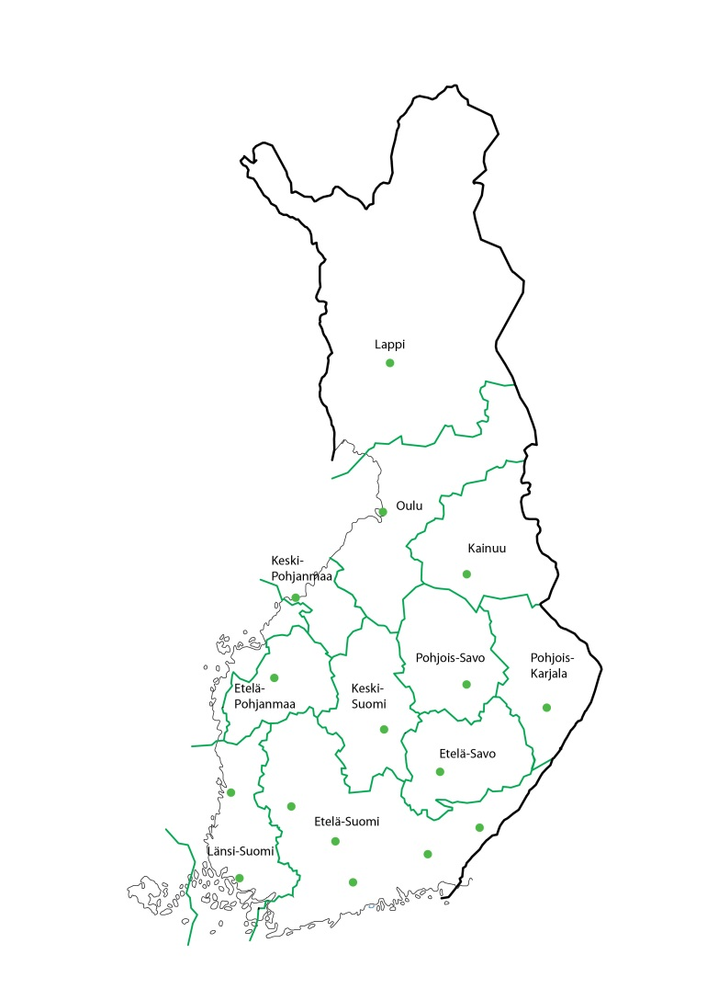 Lappi
Oulu
Kainuu
Keski-
Pohjanmaa
Pohjois-Savo
Pohjois-
Karjala
Etelä-
Pohjanmaa
Keski-
Suomi
Etelä-Savo
Etelä-Suomi
Länsi-Suomi